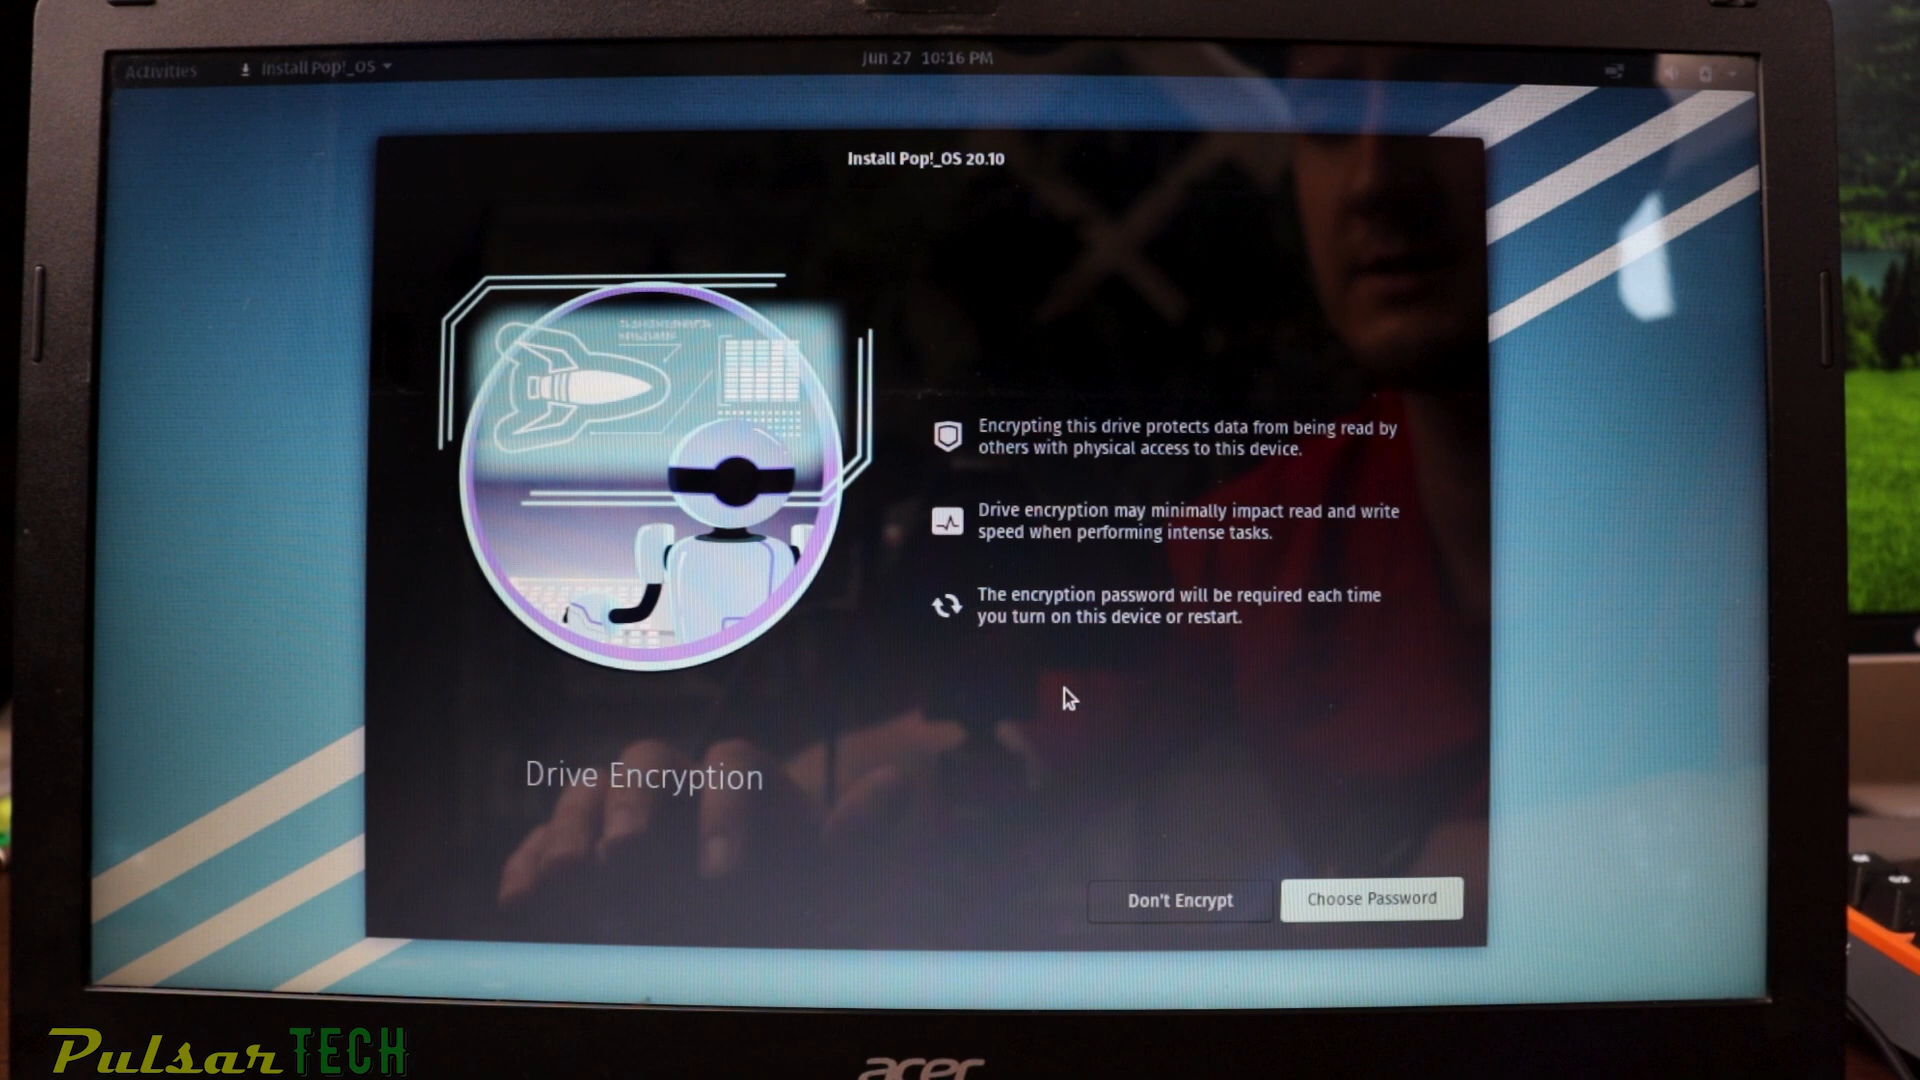 Activities
Install Pop!_OS
Jun 27 10:16 PM
Install Pop!_OS 20.10
Encrypting this drive protects data from being read by
others with physical access to this device.
Drive encryption may minimally impact read and write
speed when performing intense tasks.
The encryption password will be required each time
you turn on this device or restart.
Drive Encryption
Don't Encrypt
Choose Password
PulsarTECH
acer